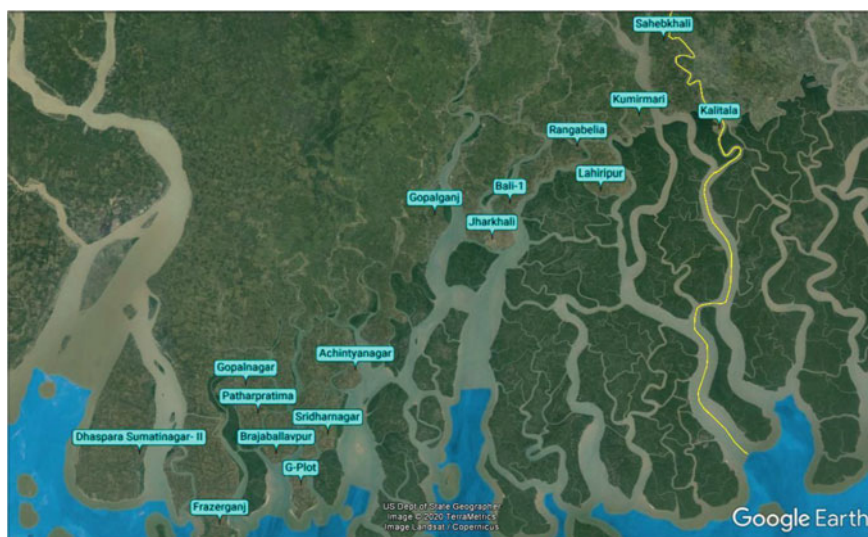 Sahebkhali
Kumirmari
Kalitala
Rangabelia
Lahiripur
Bali-1
Gopalganj
Jharkhali
Achintyanagar
Gopalnagar
Patharpratima
Sridharnagar
Dhaspara Sumatinagar- II
Brajaballavpur
G-Plot
Frazerganj
US Dept of State Geographer
Image © 2020 TerraMetrics
Image Landsat / Copernicus
Google Earth